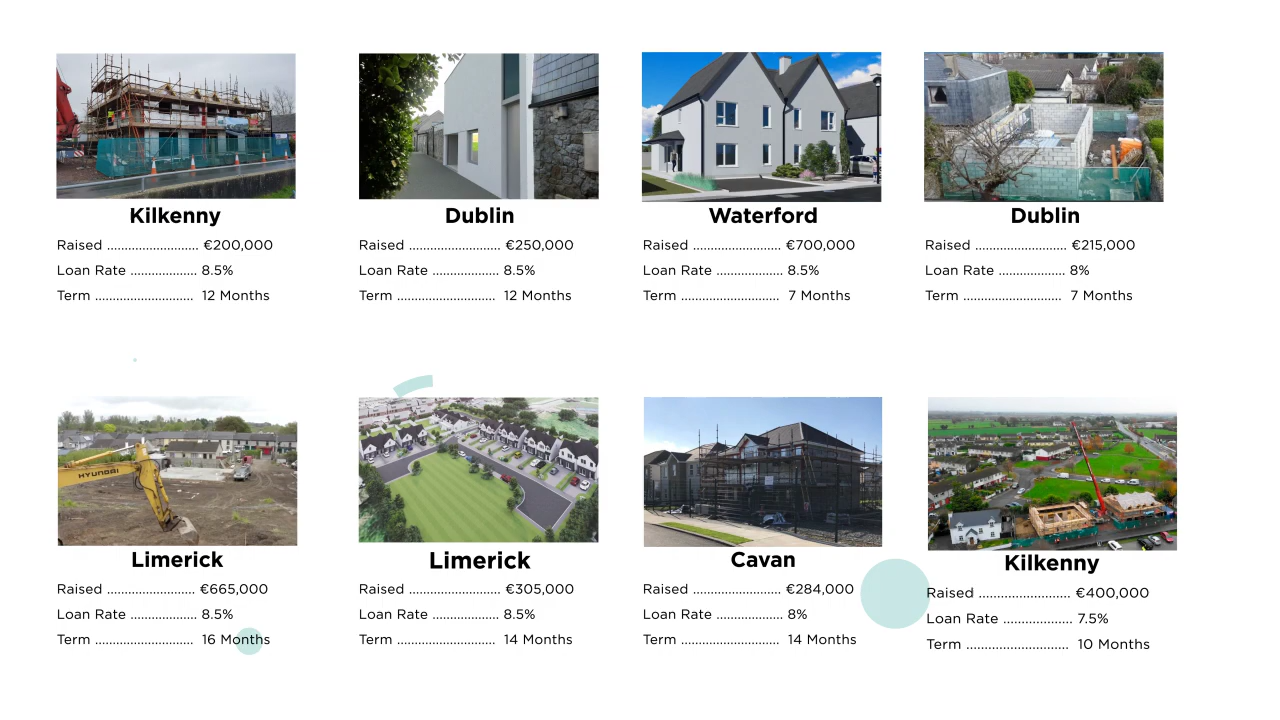 Kilkenny
Raised .......................... €200,000
Loan Rate ................... 8.5%
Term ............................ 12 Months
Dublin
Raised .......................... €250,000
Loan Rate ................... 8.5%
Term ............................ 12 Months
Waterford
Raised ......................... €700,000
Loan Rate ................... 8.5%
Term ............................ 7 Months
Dublin
Raised .......................... €215,000
Loan Rate ................... 8%
Term ............................ 7 Months
HYUNDAI
Limerick
Raised ......................... €665,000
Loan Rate ................... 8.5%
Term ............................ 16 Months
Limerick
Raised .......................... €305,000
Loan Rate ................... 8.5%
Term ............................ 14 Months
Cavan
Raised ......................... €284,000
Loan Rate ................... 8%
Term ............................ 14 Months
Kilkenny
Raised .......................... €400,000
Loan Rate ................... 7.5%
Term ............................ 10 Months